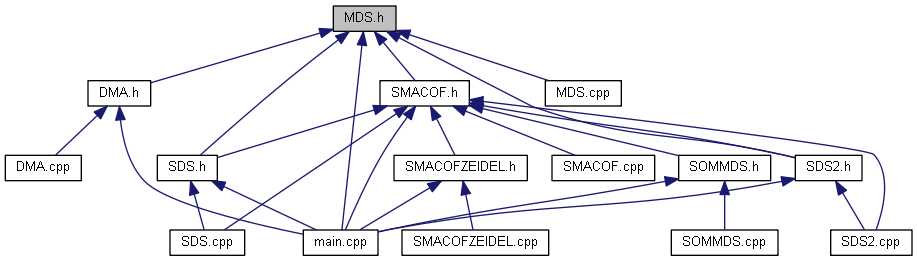 MDS.h
DMA.h
SMACOF.h
MDS.cpp
DMA.cpp
SDS.h
SMACOFZEIDEL.h
SMACOF.cpp
SOMMDS.h
SDS2.h
SDS.cpp
main.cpp
SMACOFZEIDEL.cpp
SOMMDS.cpp
SDS2.cpp